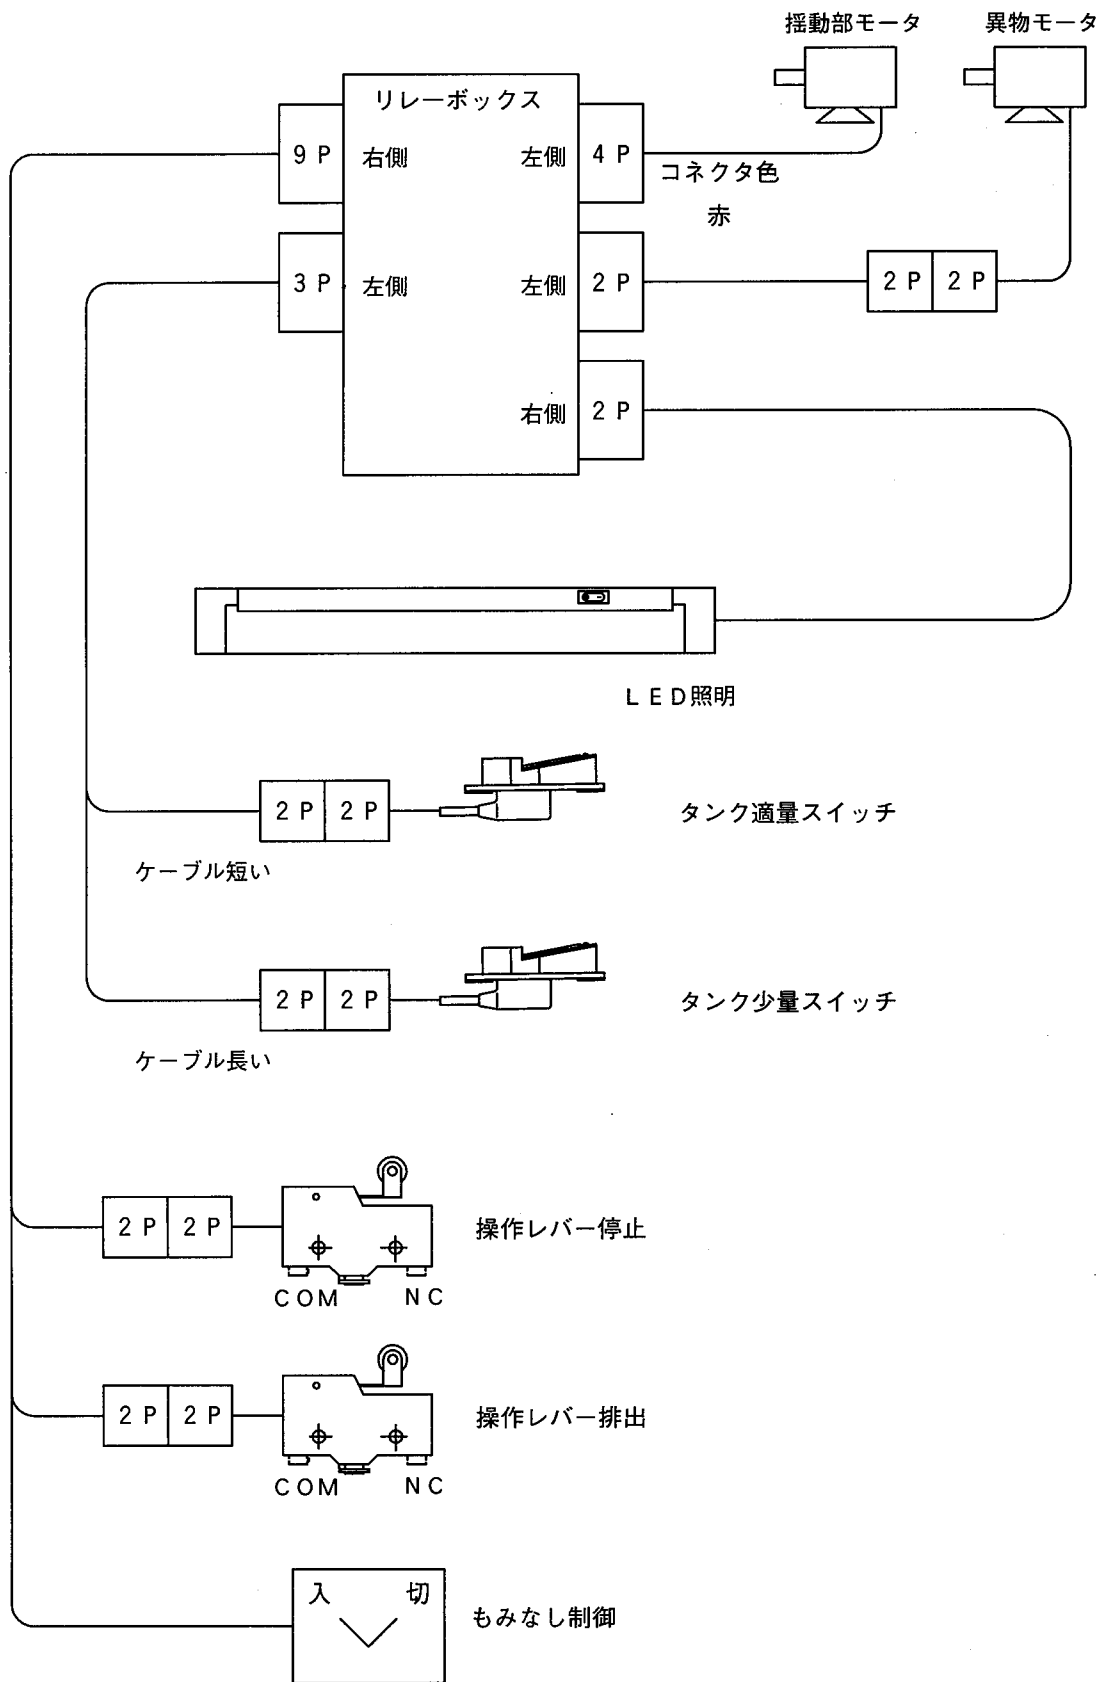 揺動部モータ
異物モータ
リレーボックス
９Ｐ
右側
左側
４Ｐ
コネクタ色
赤
３Ｐ
左側
左側
２Ｐ
２Ｐ
２Ｐ
右側
２Ｐ
ＬＥＤ照明
２Ｐ
２Ｐ
タンク適量スイッチ
ケーブル短い
２Ｐ
２Ｐ
タンク少量スイッチ
ケーブル長い
２Ｐ
２Ｐ
操作レバー停止
ＣＯＭ
ＮＣ
２Ｐ
２Ｐ
操作レバー排出
ＣＯＭ
ＮＣ
入
切
もみなし制御